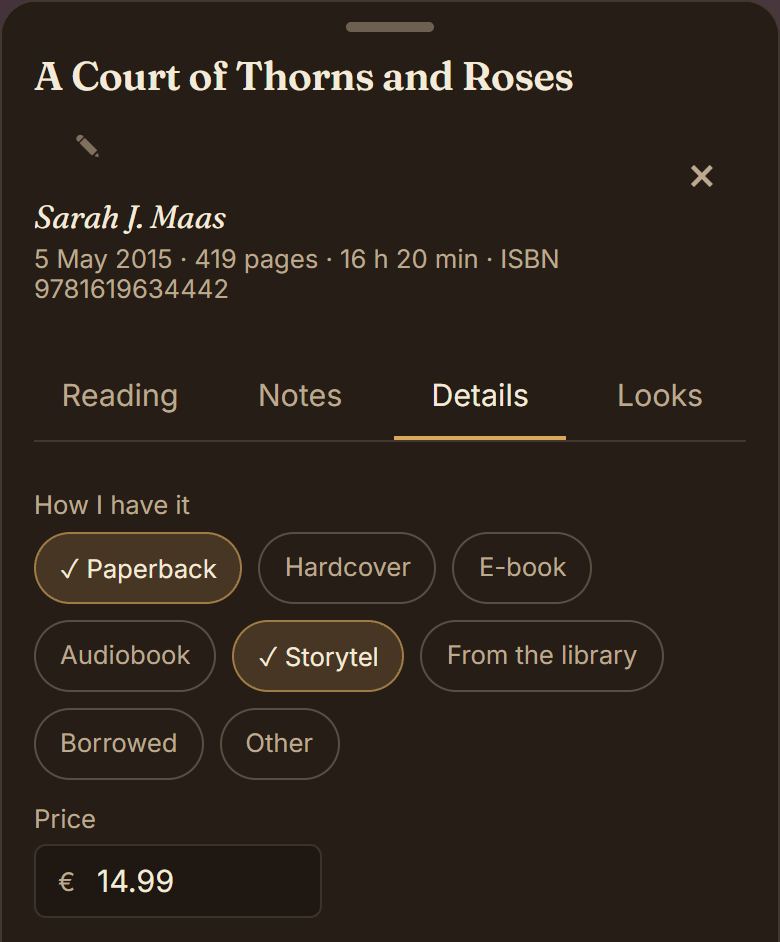 A Court of Thorns and Roses
Sarah J. Maas
5 May 2015 · 419 pages · 16 h 20 min · ISBN
9781619634442
Reading Notes Details Looks
How I have it
✓ Paperback Hardcover E-book
Audiobook ✓ Storytel From the library
Borrowed Other
Price
€ 14.99